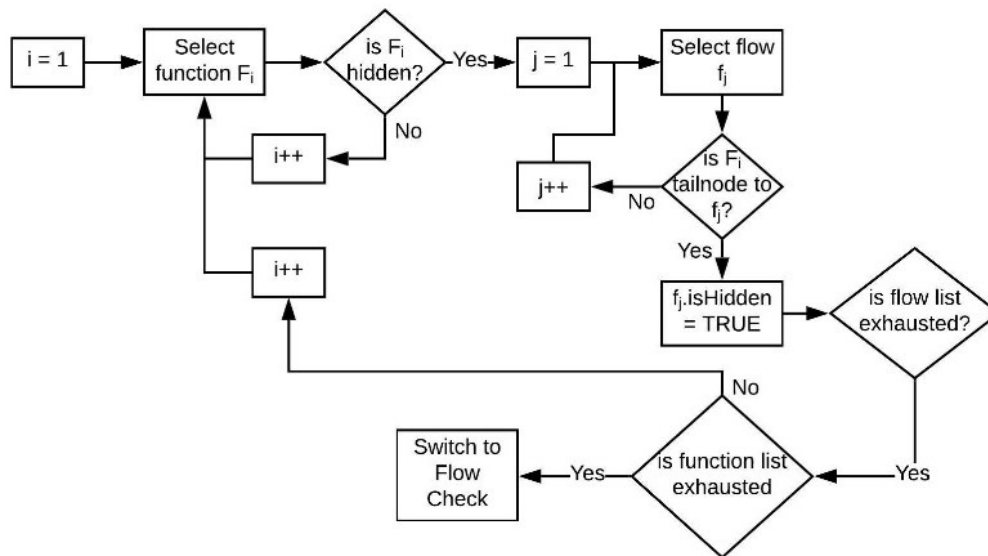 i = 1
Select
function Fᵢ
is Fᵢ
hidden?
Yes
j = 1
Select flow
fⱼ
No
i++
is Fᵢ
tailnode to
fⱼ?
No
j++
Yes
i++
fⱼ.isHidden
= TRUE
is flow list
exhausted?
No
Yes
is function list
exhausted
Yes
Switch to
Flow
Check